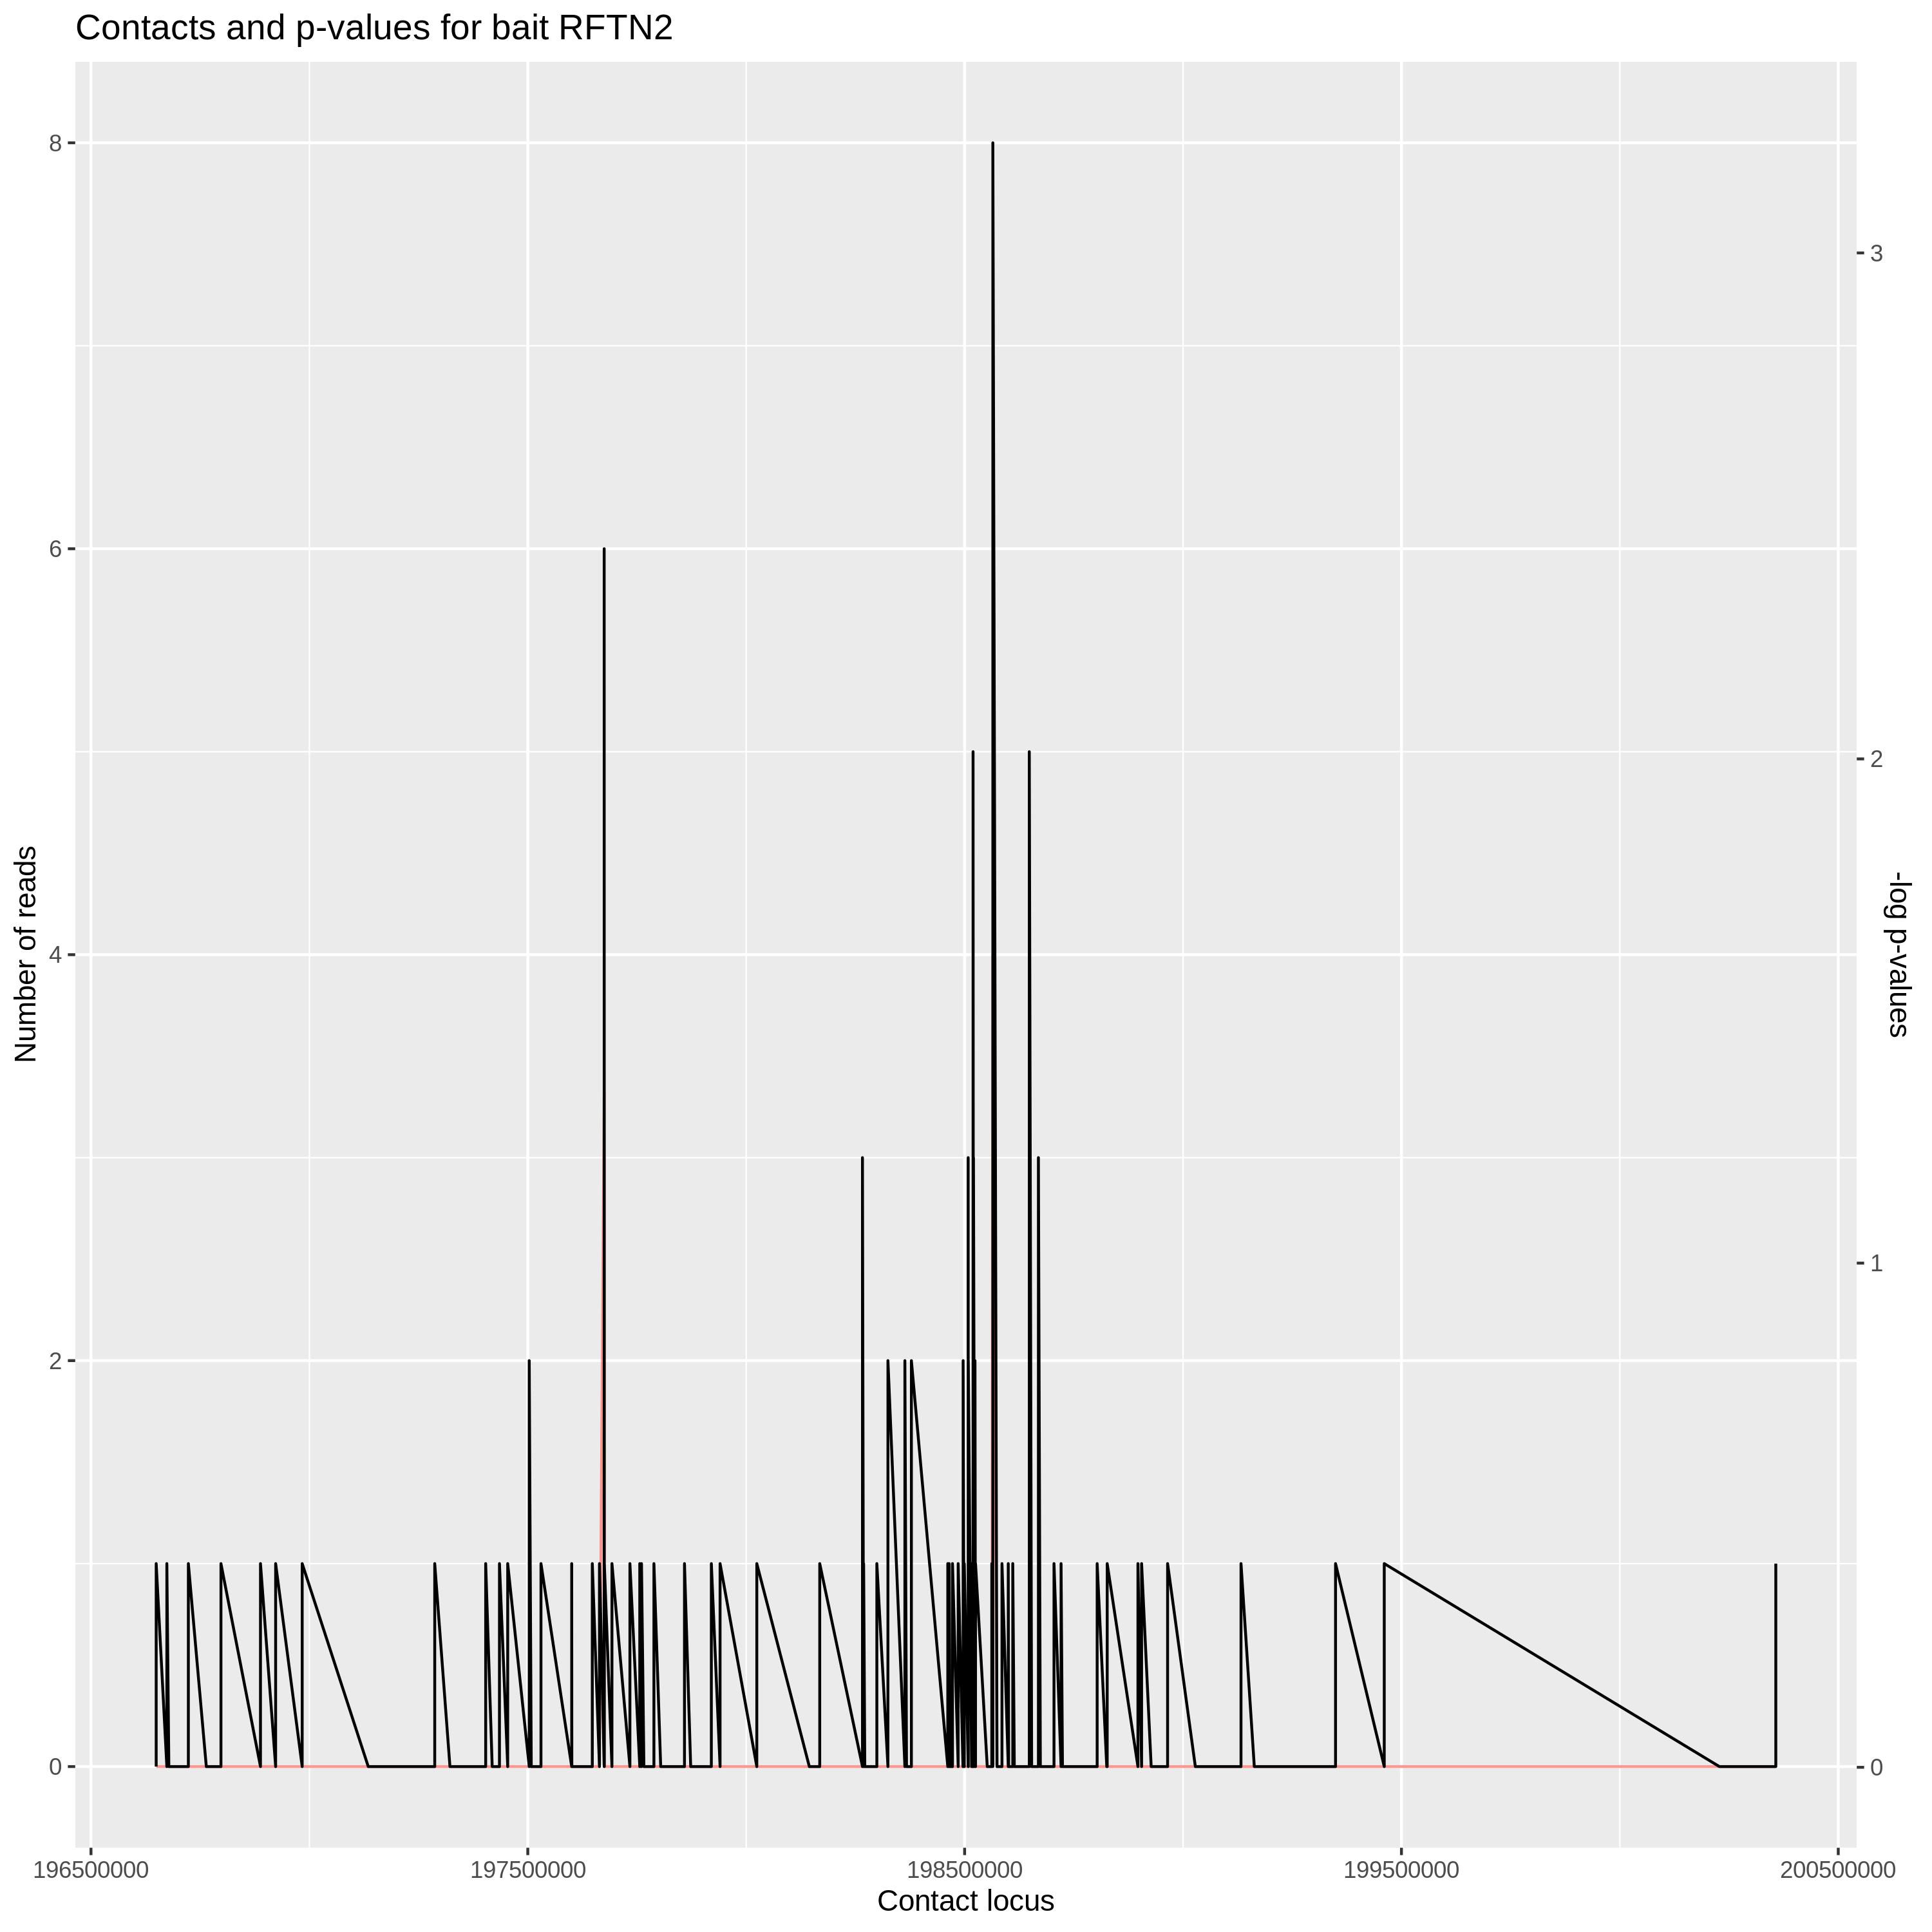 Contacts and p-values for bait RFTN2
8
6
4
2
0
Number of reads
3
2
1
0
-log p-values
196500000 197500000 198500000 199500000 200500000
Contact locus